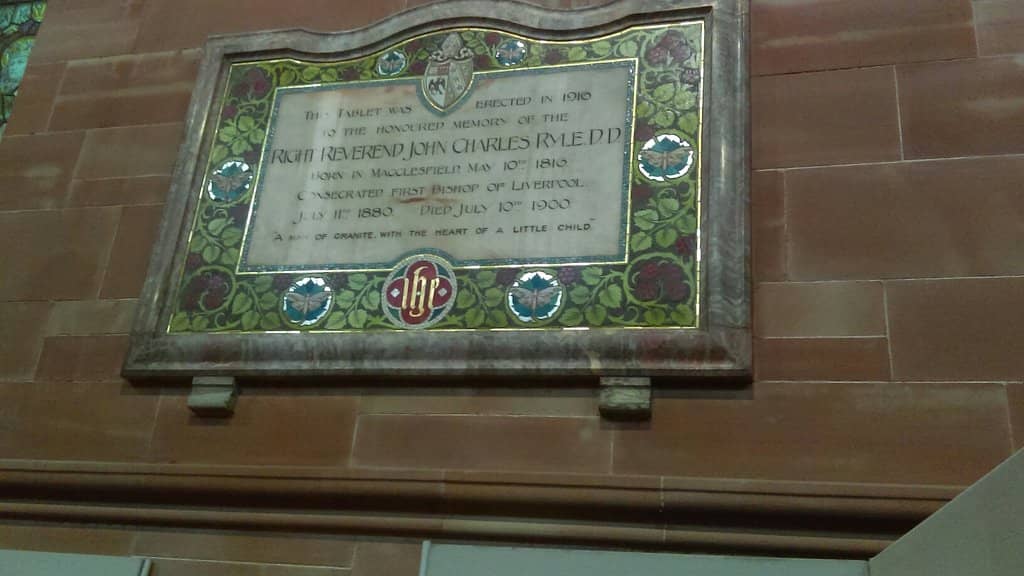 THIS TABLET WAS ERECTED IN 1916
TO THE HONOURED MEMORY OF THE
RIGHT REVEREND JOHN CHARLES RYLE. D.D
BORN IN MACCLESFIELD MAY 10TH 1816.
CONSECRATED FIRST BISHOP OF LIVERPOOL
JULY 11TH 1880. DIED JULY 10TH 1900.
"A MAN OF GRANITE, WITH THE HEART OF A LITTLE CHILD."
IHS